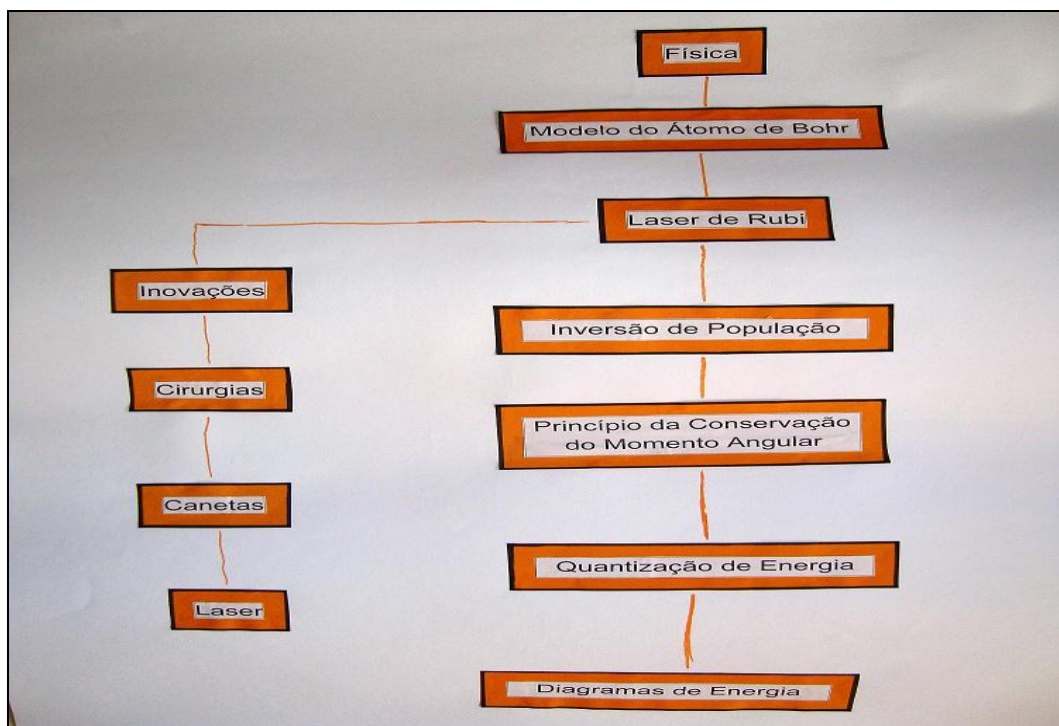 Física
Modelo do Átomo de Bohr
Laser de Rubi
Inovações
Inversão de População
Cirurgias
Princípio da Conservação
do Momento Angular
Canetas
Quantização de Energia
Laser
Diagramas de Energia